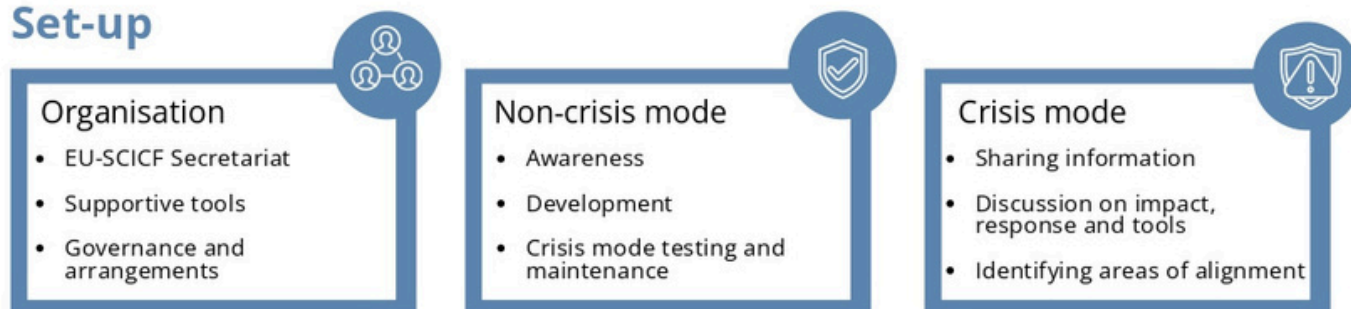 Set-up
Organisation
• EU-SCICF Secretariat
• Supportive tools
• Governance and
arrangements
Non-crisis mode
• Awareness
• Development
• Crisis mode testing and
maintenance
Crisis mode
• Sharing information
• Discussion on impact,
response and tools
• Identifying areas of alignment